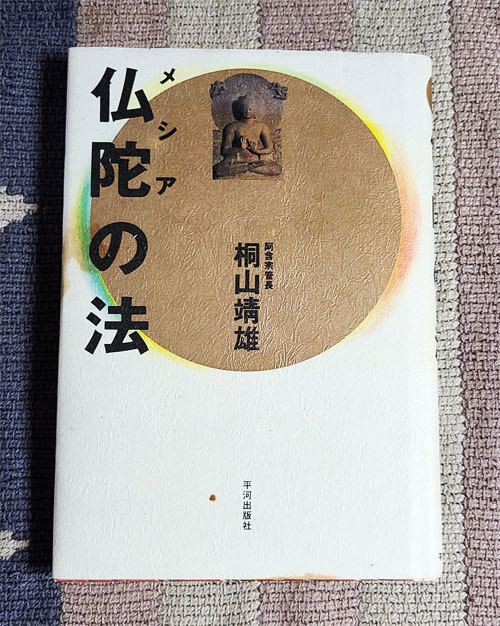 仏陀の法
メシア
阿含宗管長
桐山靖雄
平河出版社